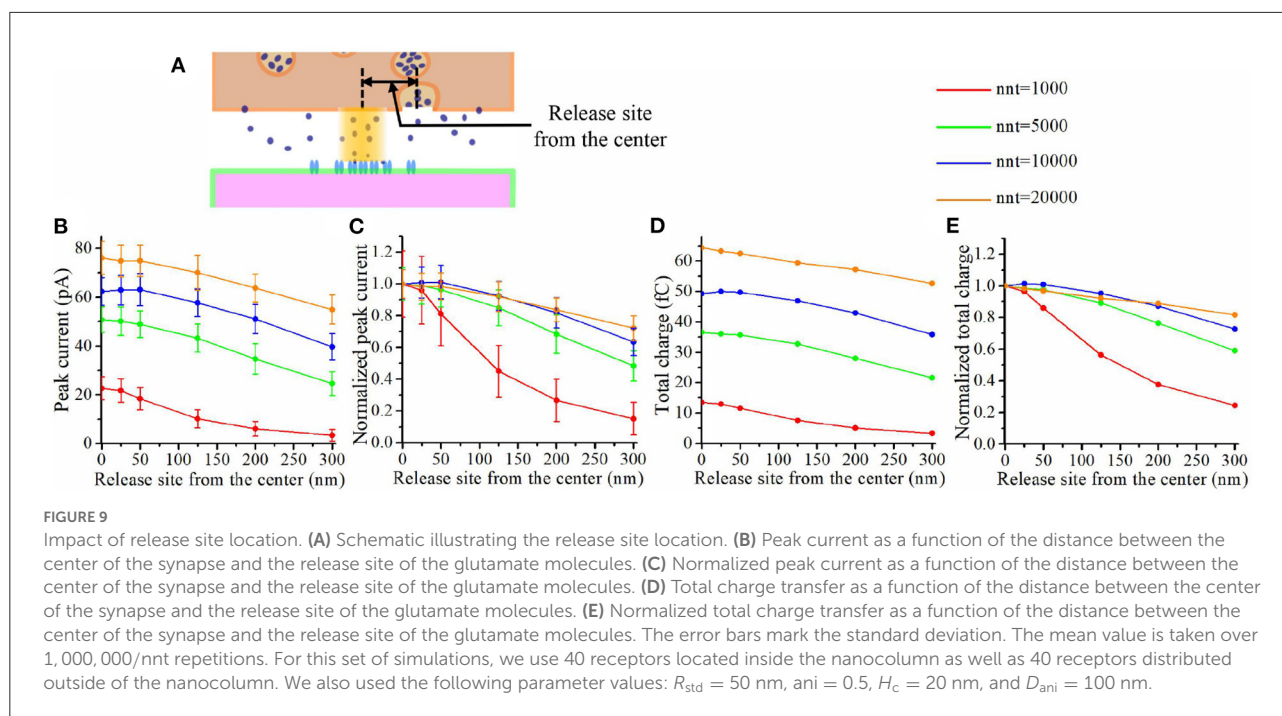 A
Release site
from the center
nnt=1000
nnt=5000
nnt=10000
nnt=20000
B
Peak current (pA)
80
60
40
20
0
0 50 100 150 200 250 300
Release site from the center (nm)
C
Normalized peak current
1.2
1.0
0.8
0.6
0.4
0.2
0.0
0 50 100 150 200 250 300
Release site from the center (nm)
D
Total charge (fC)
60
50
40
30
20
10
0
0 50 100 150 200 250 300
Release site from the center (nm)
E
Normalized total charge
1.2
1.0
0.8
0.6
0.4
0.2
0.0
0 50 100 150 200 250 300
Release site from the center (nm)
FIGURE 9
Impact of release site location. (A) Schematic illustrating the release site location. (B) Peak current as a function of the distance between the
center of the synapse and the release site of the glutamate molecules. (C) Normalized peak current as a function of the distance between the
center of the synapse and the release site of the glutamate molecules. (D) Total charge transfer as a function of the distance between the center
of the synapse and the release site of the glutamate molecules. (E) Normalized total charge transfer as a function of the distance between the
center of the synapse and the release site of the glutamate molecules. The error bars mark the standard deviation. The mean value is taken over
1,000,000/nnt repetitions. For this set of simulations, we use 40 receptors located inside the nanocolumn as well as 40 receptors distributed
outside of the nanocolumn. We also used the following parameter values: R_std = 50 nm, ani = 0.5, H_c = 20 nm, and D_ani = 100 nm.